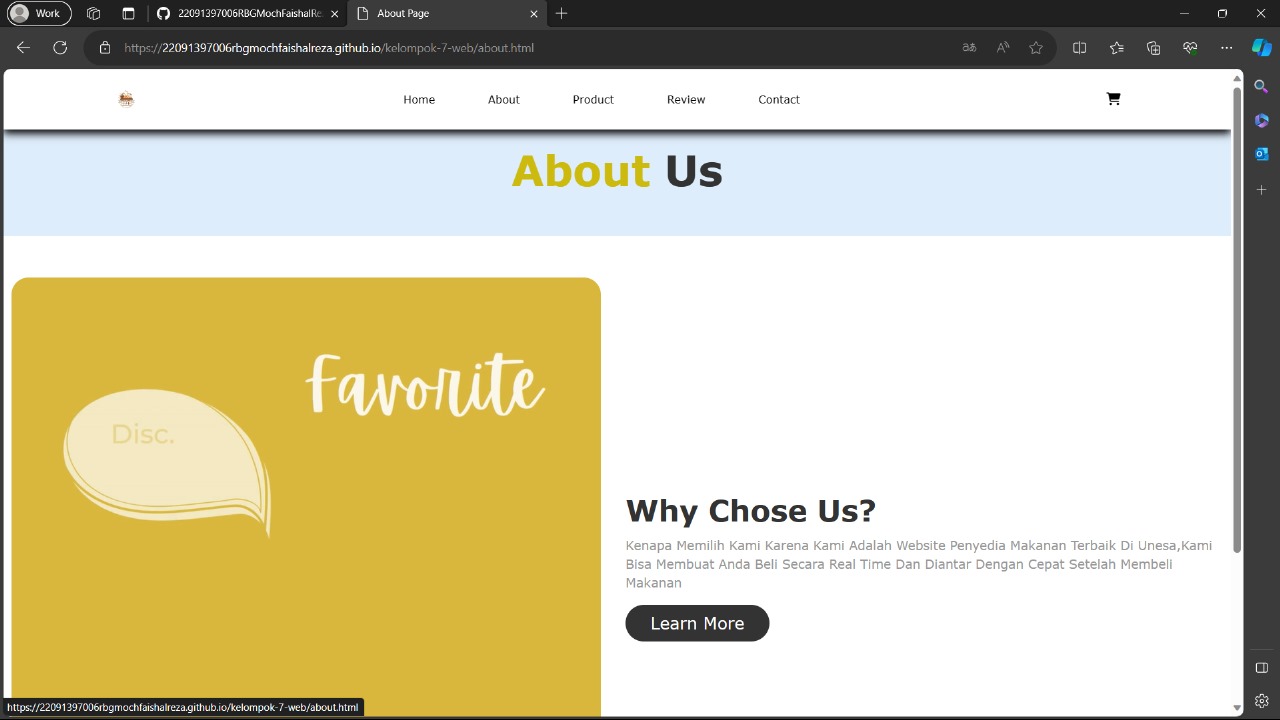 Work
22091397006RBGMochFaishalRe
About Page
https://22091397006rbgmochfaishalreza.github.io/kelompok-7-web/about.html
Home
About
Product
Review
Contact
About Us
Favorite
Disc.
Why Chose Us?
Kenapa Memilih Kami Karena Kami Adalah Website Penyedia Makanan Terbaik Di Unesa,Kami
Bisa Membuat Anda Beli Secara Real Time Dan Diantar Dengan Cepat Setelah Membeli
Makanan
Learn More
https://22091397006rbgmochfaishalreza.github.io/kelompok-7-web/about.html